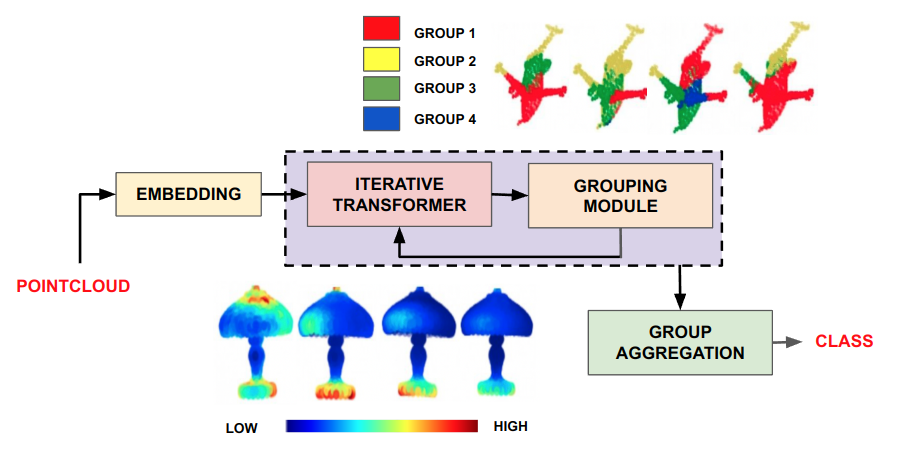 GROUP 1
GROUP 2
GROUP 3
GROUP 4
EMBEDDING
ITERATIVE
TRANSFORMER
GROUPING
MODULE
POINTCLOUD
GROUP
AGGREGATION
CLASS
LOW
HIGH